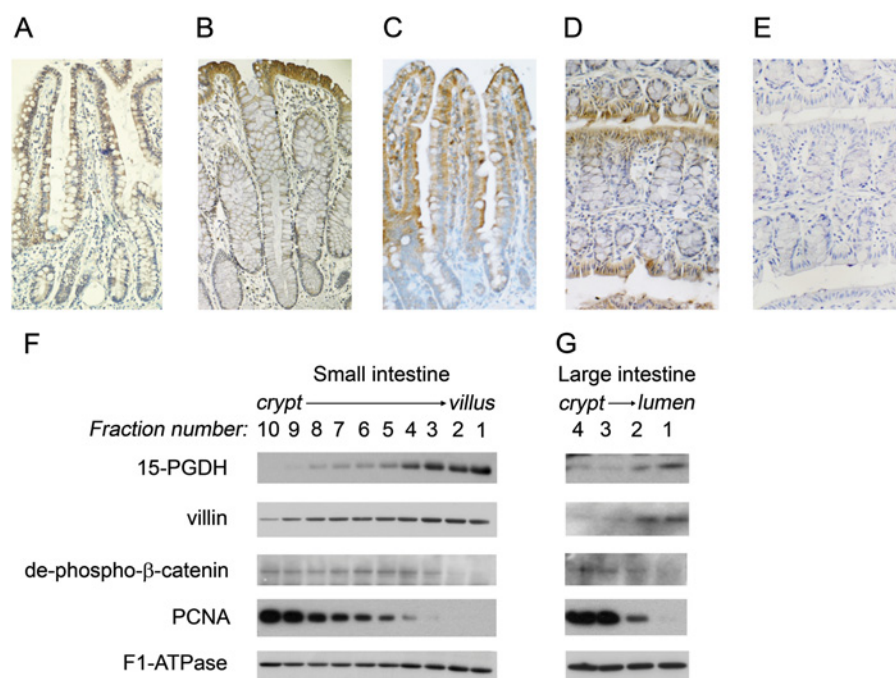 A B C D E
F G
Small intestine Large intestine
crypt villus crypt lumen
Fraction number: 10 9 8 7 6 5 4 3 2 1 4 3 2 1
15-PGDH
villin
de-phospho-β-catenin
PCNA
F1-ATPase